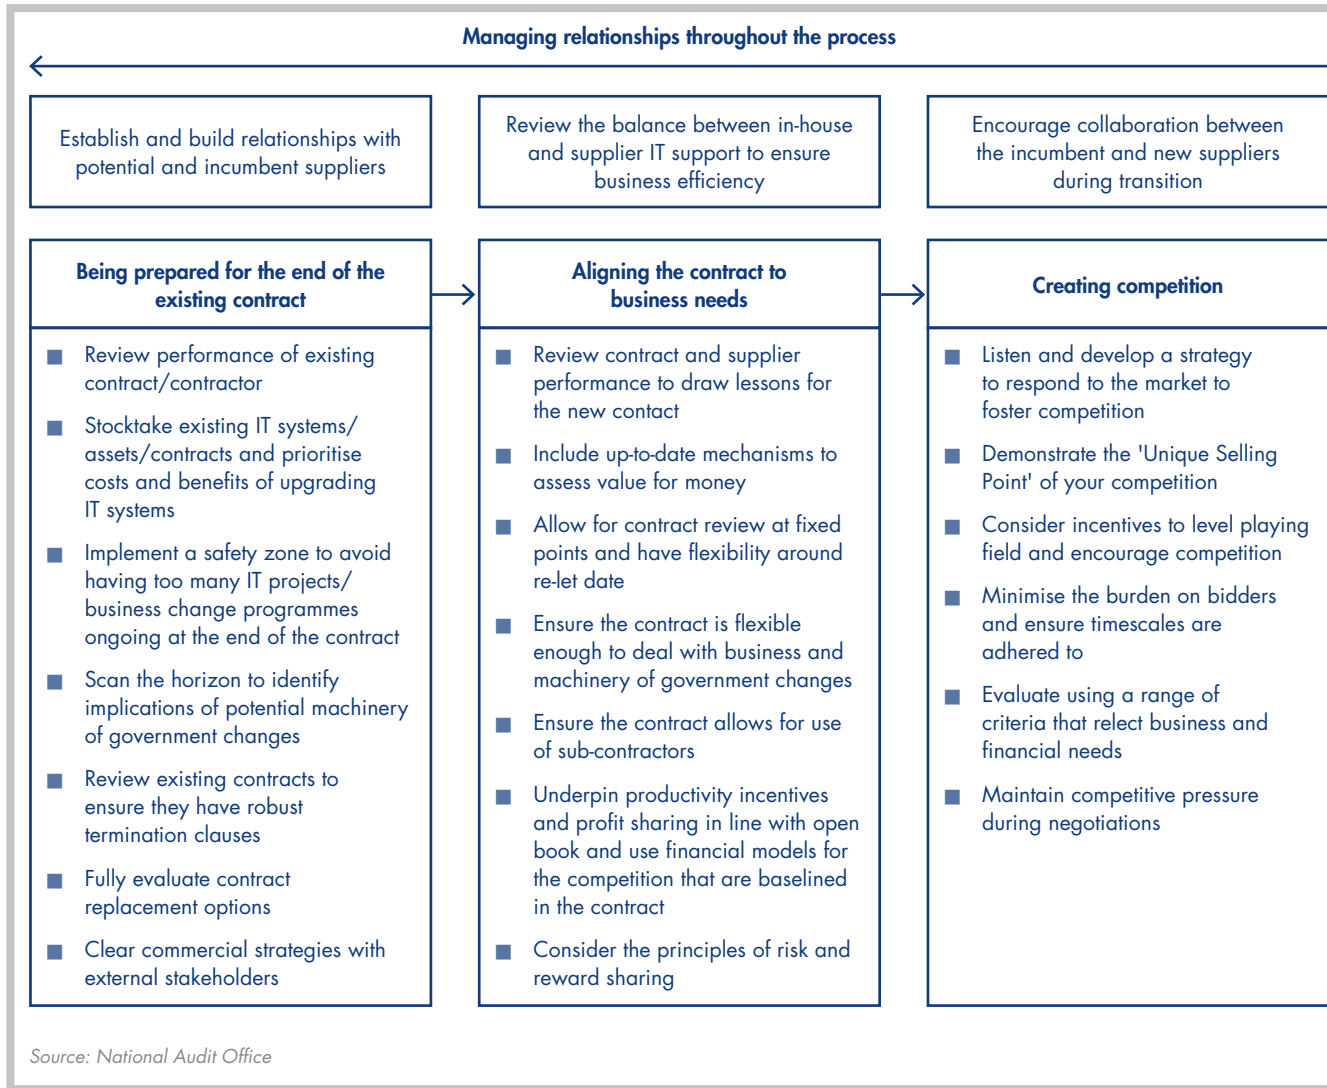 Managing relationships throughout the process
Establish and build relationships with
potential and incumbent suppliers
Review the balance between in-house
and supplier IT support to ensure
business efficiency
Encourage collaboration between
the incumbent and new suppliers
during transition
Being prepared for the end of the
existing contract
■ Review performance of existing
contract/contractor
■ Stocktake existing IT systems/
assets/contracts and prioritise
costs and benefits of upgrading
IT systems
■ Implement a safety zone to avoid
having too many IT projects/
business change programmes
ongoing at the end of the contract
■ Scan the horizon to identify
implications of potential machinery
of government changes
■ Review existing contracts to
ensure they have robust
termination clauses
■ Fully evaluate contract
replacement options
■ Clear commercial strategies with
external stakeholders
Aligning the contract to
business needs
■ Review contract and supplier
performance to draw lessons for
the new contact
■ Include up-to-date mechanisms to
assess value for money
■ Allow for contract review at fixed
points and have flexibility around
re-let date
■ Ensure the contract is flexible
enough to deal with business and
machinery of government changes
■ Ensure the contract allows for use
of sub-contractors
■ Underpin productivity incentives
and profit sharing in line with open
book and use financial models for
the competition that are baselined
in the contract
■ Consider the principles of risk and
reward sharing
Creating competition
■ Listen and develop a strategy
to respond to the market to
foster competition
■ Demonstrate the 'Unique Selling
Point' of your competition
■ Consider incentives to level playing
field and encourage competition
■ Minimise the burden on bidders
and ensure timescales are
adhered to
■ Evaluate using a range of
criteria that relect business and
financial needs
■ Maintain competitive pressure
during negotiations
Source: National Audit Office